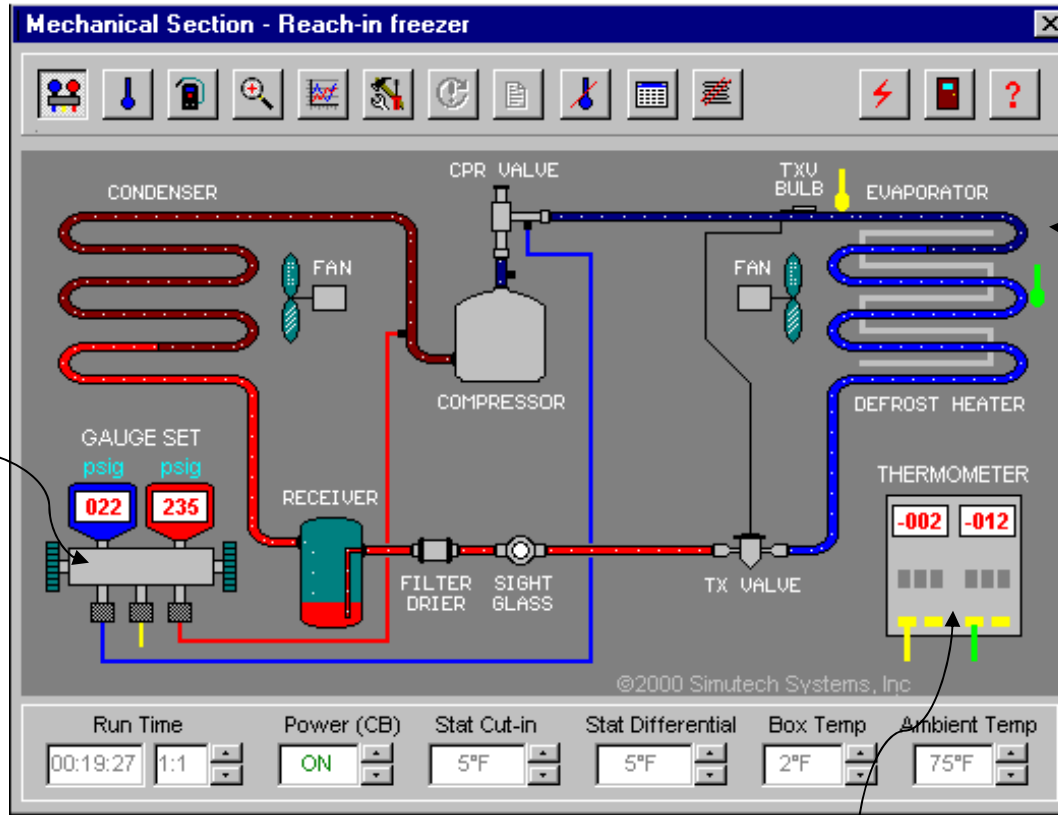 Mechanical Section - Reach-in freezer
?
CPR VALVE
TXV
BULB
CONDENSER
EVAPORATOR
FAN
FAN
COMPRESSOR
DEFROST HEATER
GAUGE SET
psig psig
022 235
RECEIVER
THERMOMETER
-002 -012
FILTER
DRIER
SIGHT
GLASS
TX VALVE
©2000 Simutech Systems, Inc
Run Time Power (CB) Stat Cut-in Stat Differential Box Temp Ambient Temp
00:19:27 1:1 ON 5°F 5°F 2°F 75°F